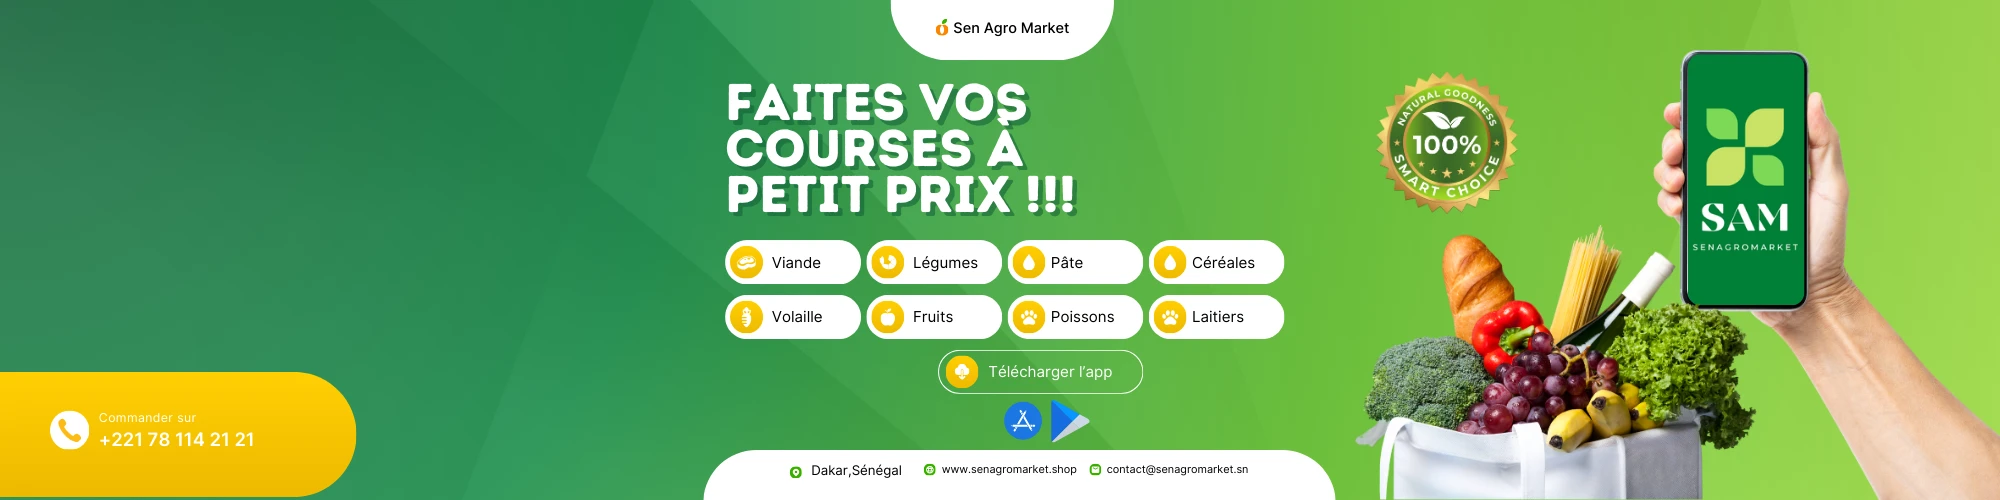 Sen Agro Market
FAITES VOS
COURSES À
PETIT PRIX !!!
Viande
Légumes
Pâte
Céréales
Volaille
Fruits
Poissons
Laitiers
Télécharger l'app
Commander sur
+221 78 114 21 21
Dakar,Sénégal
www.senagromarket.shop
contact@senagromarket.sn
NATURAL GOODNESS
100%
SMART CHOICE
SAM
SENAGROMARKET